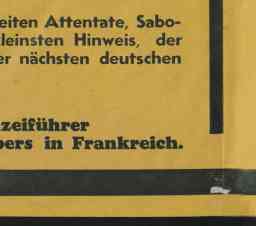 eiten Attentate, Sabo-
leinsten Hinweis, der
er nächsten deutschen
zeiführer
bers in Frankreich.